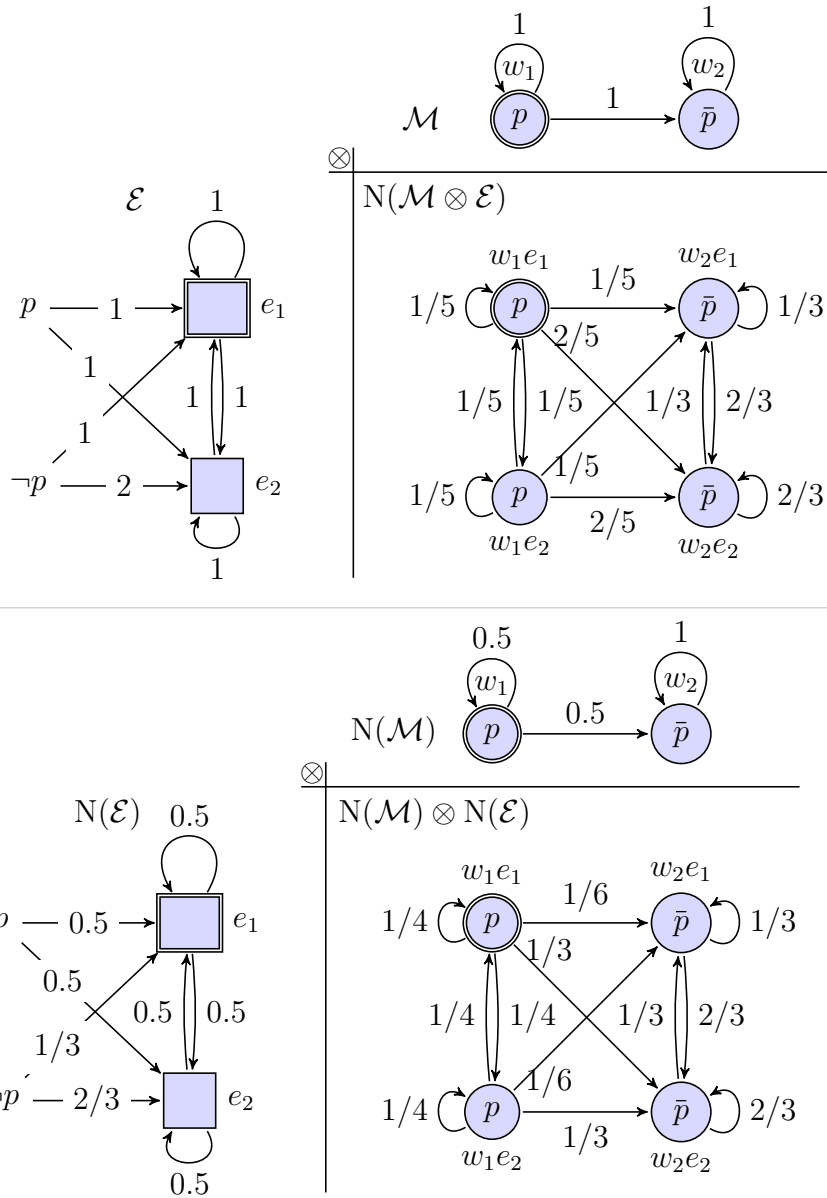 1 1
w₁ w₂
ℳ p 1 p̄
⊗
ℰ 1 N(ℳ ⊗ ℰ)
w₁e₁ w₂e₁
1/5
p 1 e₁ 1/5 p p̄ 1/3
2/5
1
1 1 1/5 1/5 1/3 2/3
1
1/5
¬p 2 e₂ 1/5 p p̄ 2/3
2/5
w₁e₂ w₂e₂
1
0.5 1
w₁ w₂
N(ℳ) p 0.5 p̄
⊗
N(ℰ) 0.5 N(ℳ) ⊗ N(ℰ)
w₁e₁ w₂e₁
1/6
p 0.5 e₁ 1/4 p p̄ 1/3
1/3
0.5
0.5 0.5 1/4 1/4 1/3 2/3
1/3
1/6
p 2/3 e₂ 1/4 p p̄ 2/3
1/3
w₁e₂ w₂e₂
0.5